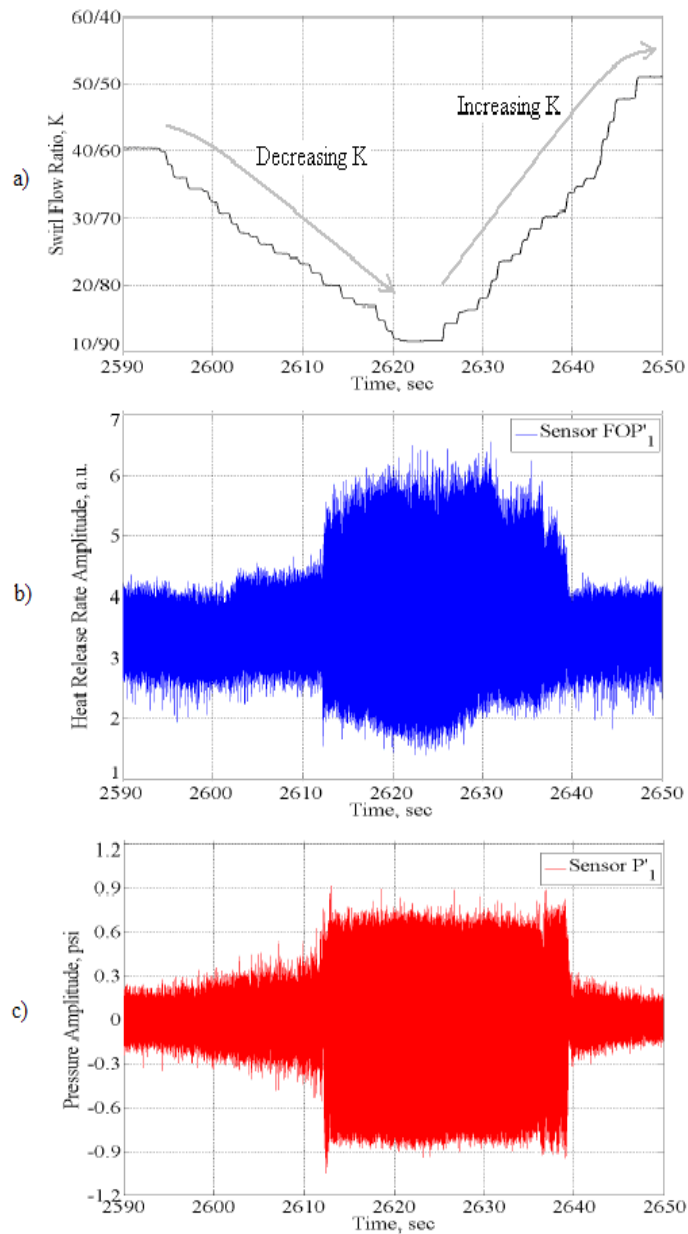 a)
Swirl Flow Ratio, K
60/40
50/50
40/60
30/70
20/80
10/90
Decreasing K
Increasing K
2590 2600 2610 2620 2630 2640 2650
Time, sec
b)
Heat Release Rate Amplitude, a.u.
7
6
5
4
3
2
1
Sensor FOP'1
2590 2600 2610 2620 2630 2640 2650
Time, sec
c)
Pressure Amplitude, psi
1.2
0.9
0.6
0.3
0
-0.3
-0.6
-0.9
-1.2
Sensor P'1
2590 2600 2610 2620 2630 2640 2650
Time, sec